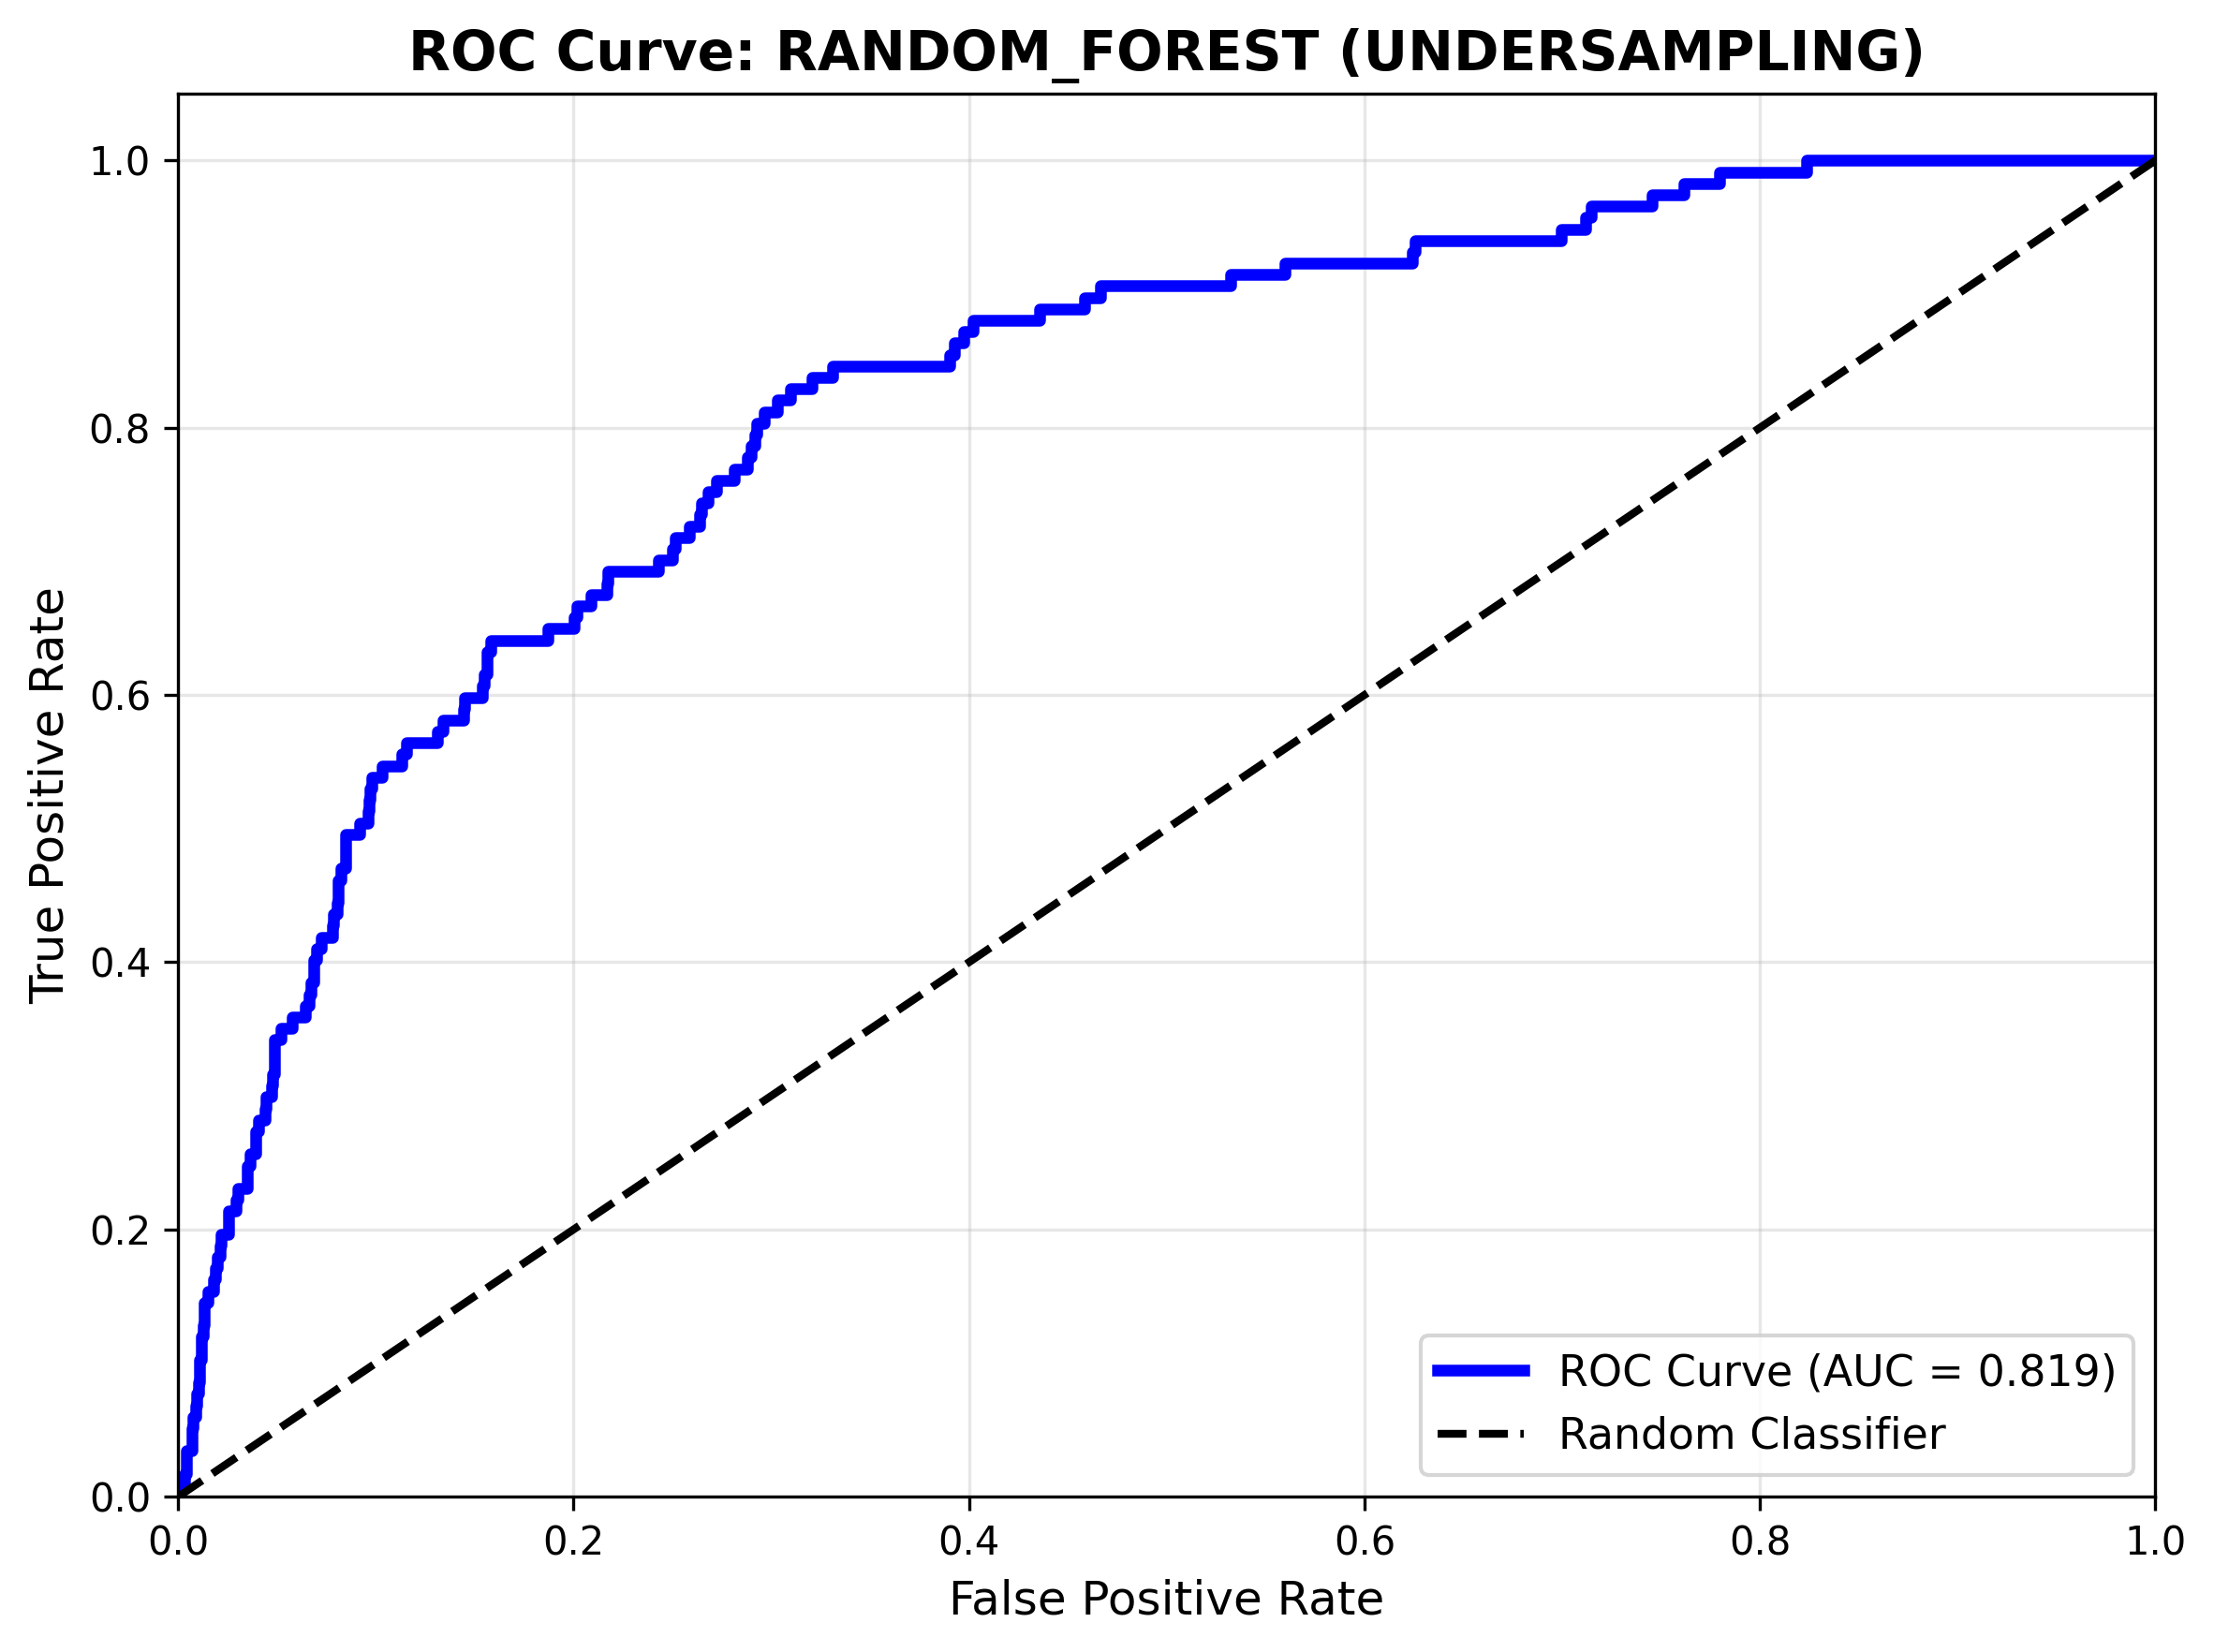 ROC Curve: RANDOM_FOREST (UNDERSAMPLING)
True Positive Rate
1.0
0.8
0.6
0.4
0.2
0.0
0.0 0.2 0.4 0.6 0.8 1.0
False Positive Rate
ROC Curve (AUC = 0.819)
Random Classifier